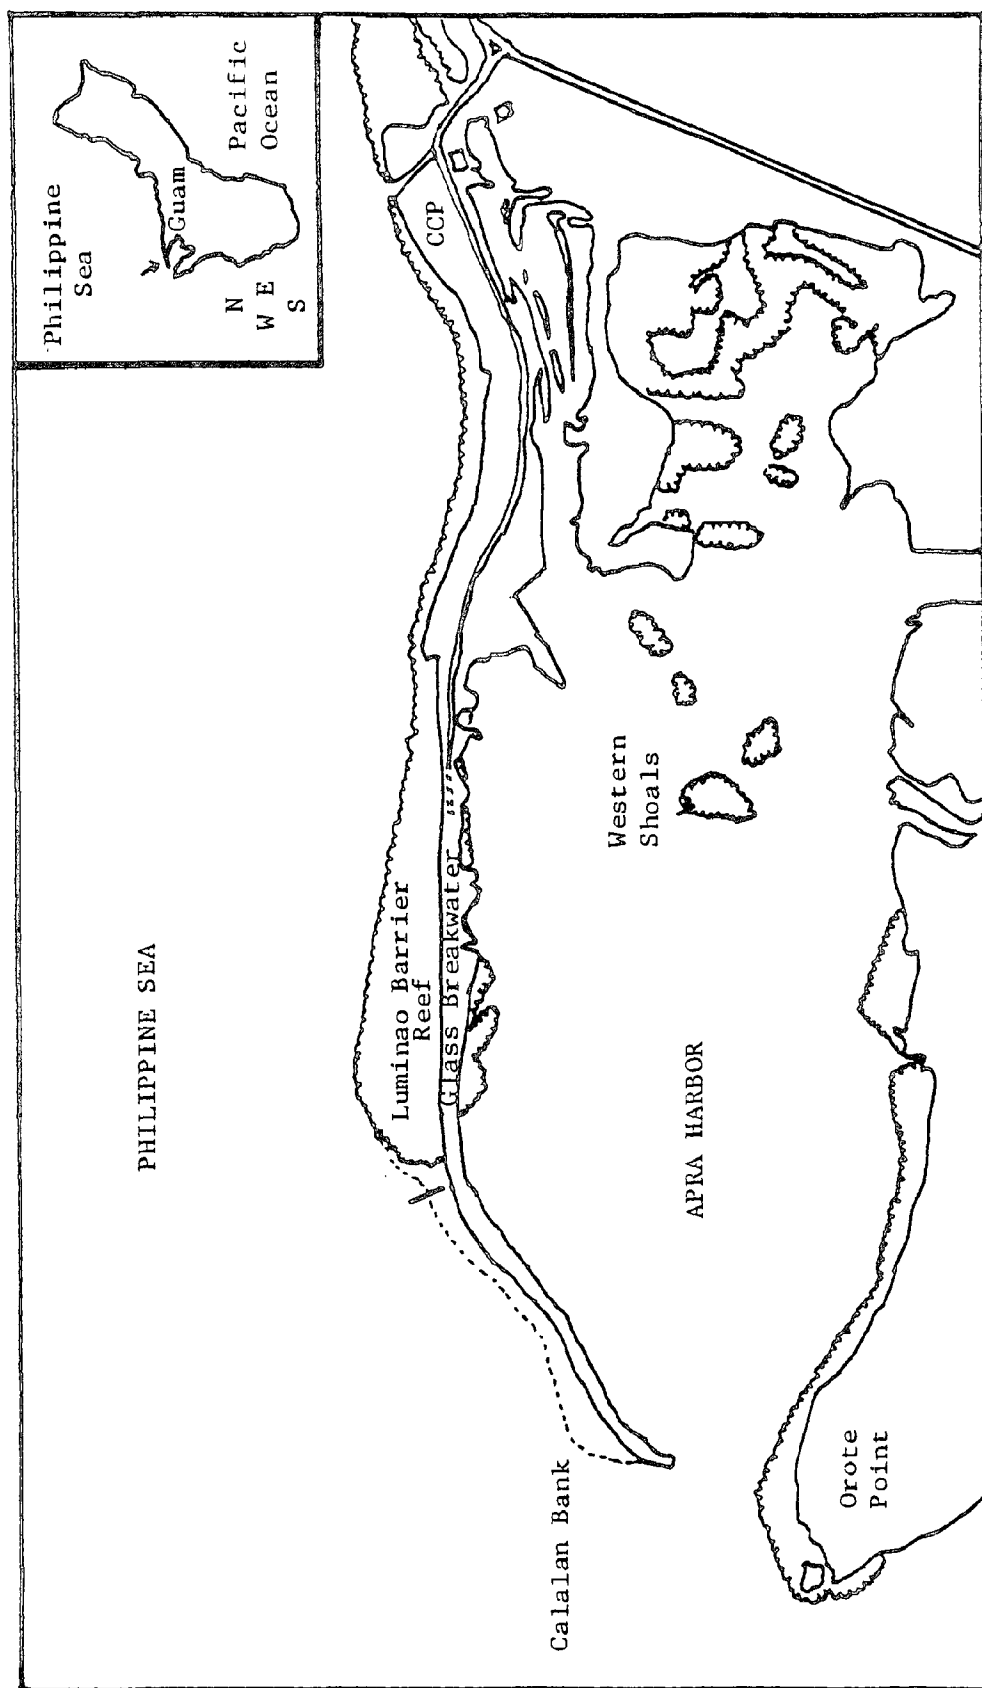 Philippine
Sea
Guam
Pacific
Ocean
N
W E
S
PHILIPPINE SEA
CCP
Luminao Barrier
Reef
Glass Breakwater
Western
Shoals
APRA HARBOR
Calalan Bank
Orote
Point